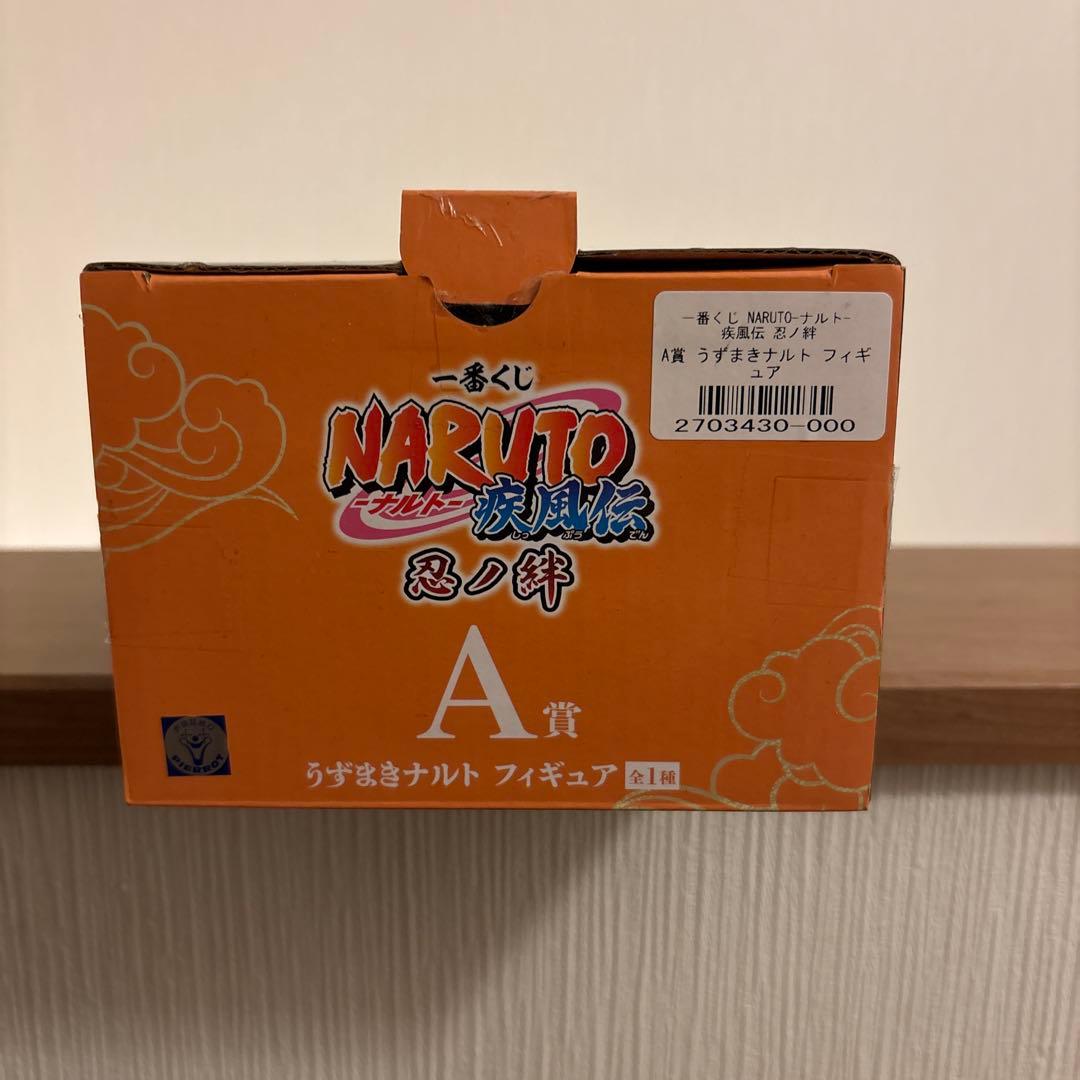 一番くじ NARUTO-ナルト-
疾風伝 忍ノ絆
A賞 うずまきナルト フィギ
ュア
2703430-000
一番くじ
NARUTO
-ナルト-
疾風伝
しっ ぷう でん
忍ノ絆
A賞
うずまきナルト フィギュア 全1種
PIERROT